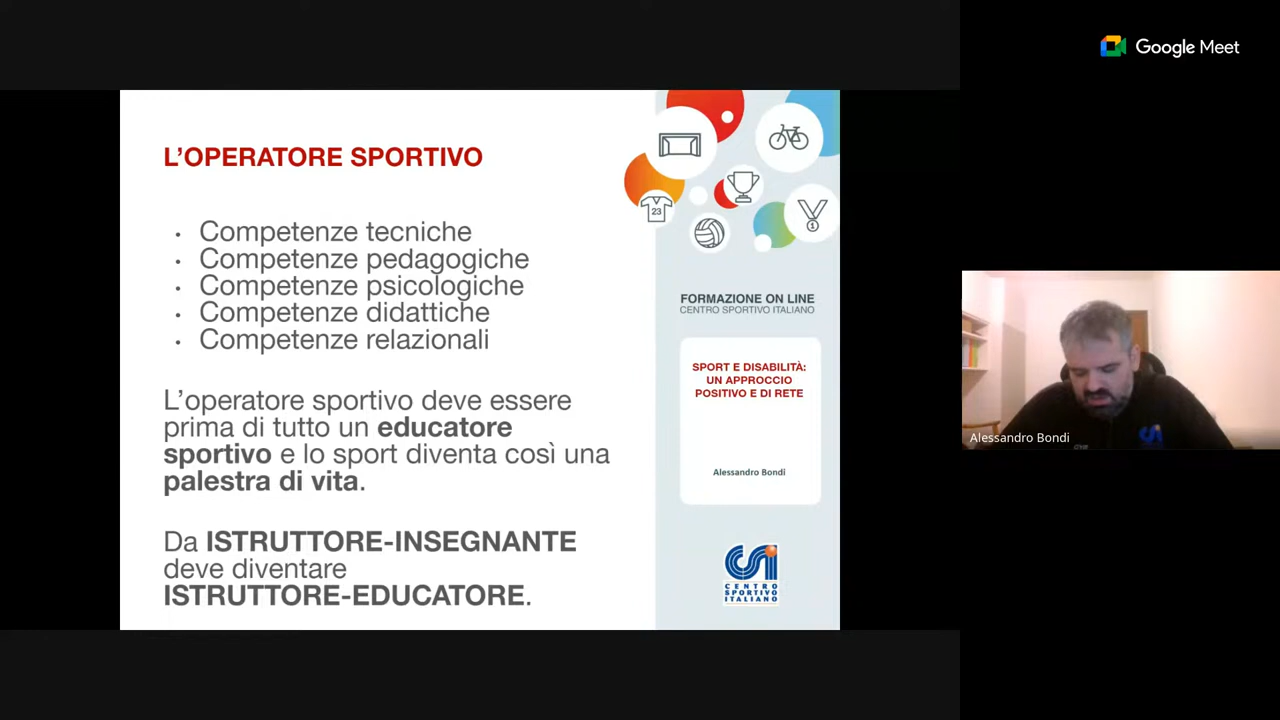 Google Meet
L'OPERATORE SPORTIVO
• Competenze tecniche
• Competenze pedagogiche
• Competenze psicologiche
• Competenze didattiche
• Competenze relazionali
L'operatore sportivo deve essere
prima di tutto un educatore
sportivo e lo sport diventa così una
palestra di vita.
Da ISTRUTTORE-INSEGNANTE
deve diventare
ISTRUTTORE-EDUCATORE.
23
1
FORMAZIONE ON LINE
CENTRO SPORTIVO ITALIANO
SPORT E DISABILITÀ:
UN APPROCCIO
POSITIVO E DI RETE
Alessandro Bondi
CSI
CENTRO
SPORTIVO
ITALIANO
Alessandro Bondi